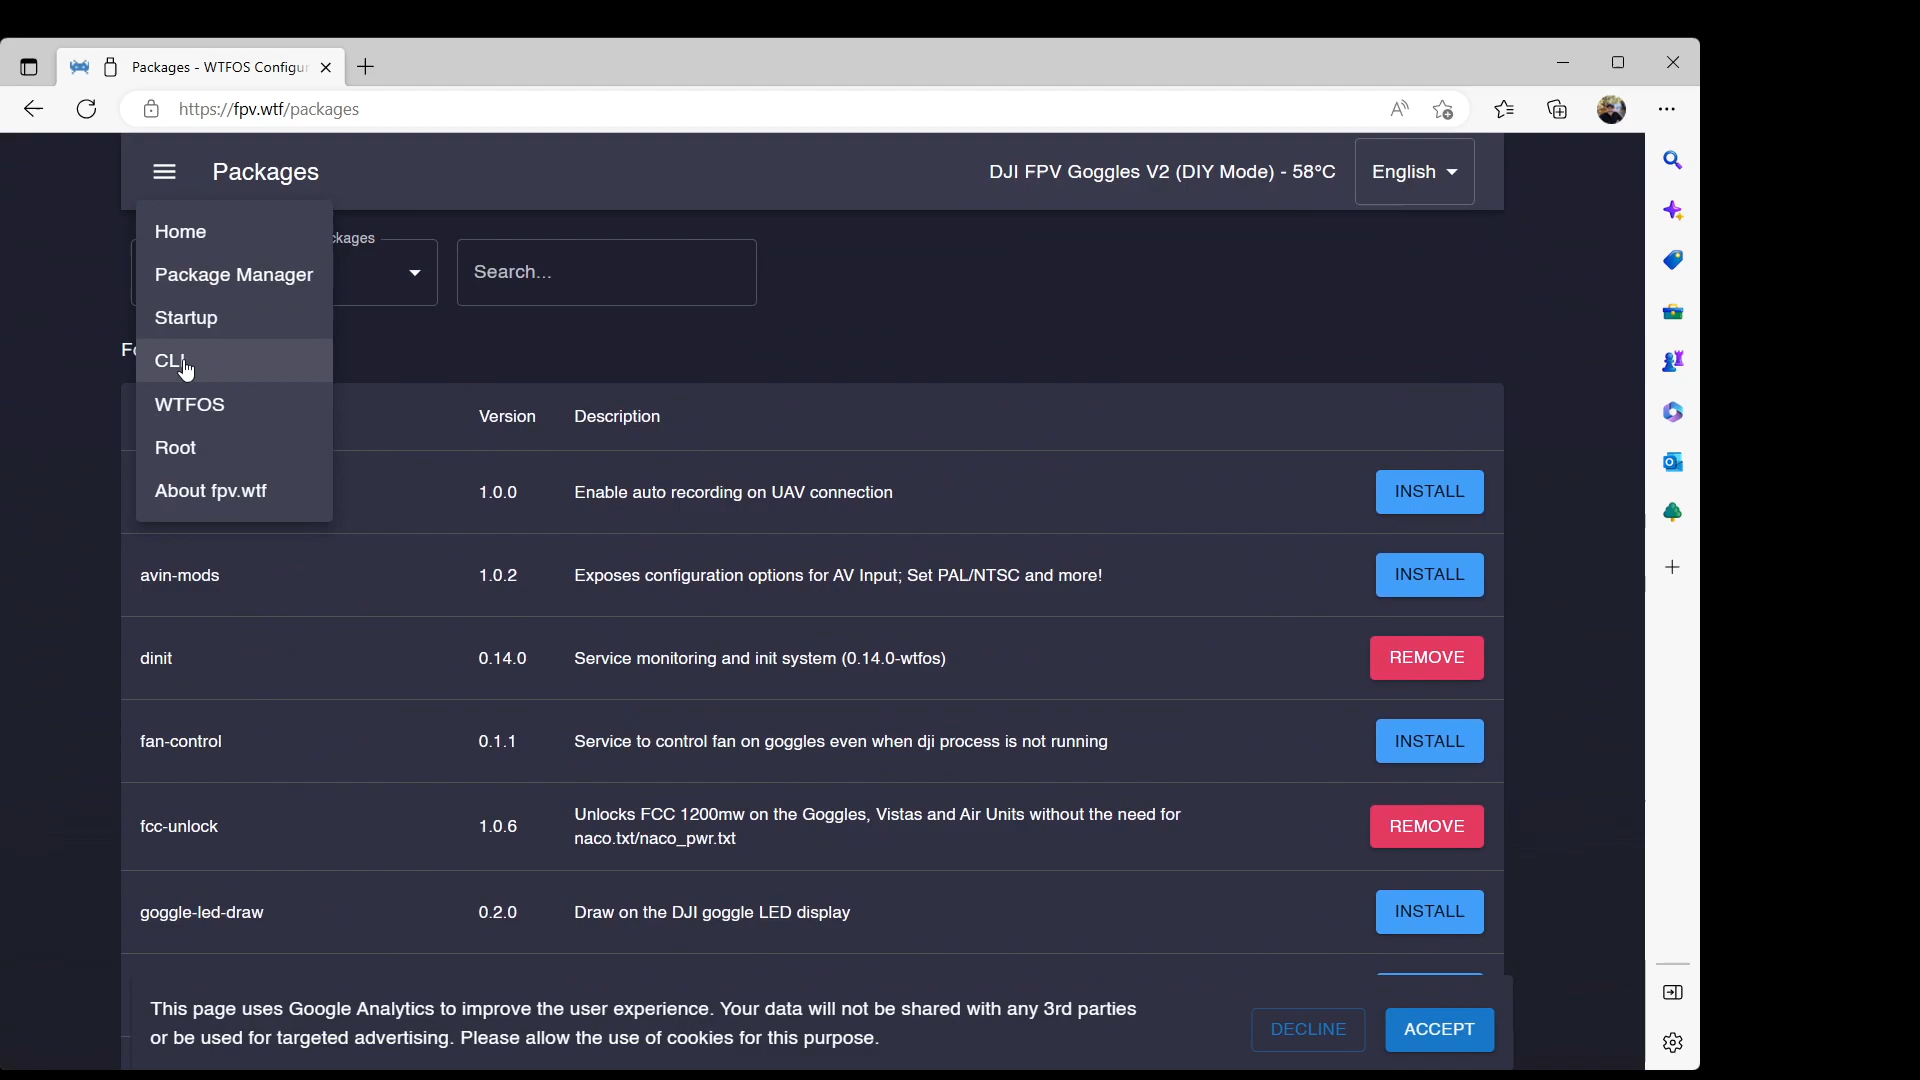 Packages - WTFOS Configur
https://fpv.wtf/packages
Packages
DJI FPV Goggles V2 (DIY Mode) - 58°C
English
Home
Package Manager
Startup
CLI
WTFOS
Root
About fpv.wtf
ckages
Search...
Fo
Version Description
1.0.0 Enable auto recording on UAV connection INSTALL
avin-mods 1.0.2 Exposes configuration options for AV Input; Set PAL/NTSC and more! INSTALL
dinit 0.14.0 Service monitoring and init system (0.14.0-wtfos) REMOVE
fan-control 0.1.1 Service to control fan on goggles even when dji process is not running INSTALL
fcc-unlock 1.0.6 Unlocks FCC 1200mw on the Goggles, Vistas and Air Units without the need for
naco.txt/naco_pwr.txt REMOVE
goggle-led-draw 0.2.0 Draw on the DJI goggle LED display INSTALL
This page uses Google Analytics to improve the user experience. Your data will not be shared with any 3rd parties
or be used for targeted advertising. Please allow the use of cookies for this purpose.
DECLINE ACCEPT